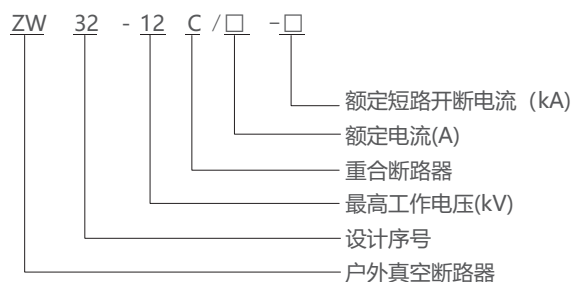 ZW 32 - 12 C /□ -□
额定短路开断电流（kA)
额定电流(A)
重合断路器
最高工作电压(kV)
设计序号
户外真空断路器